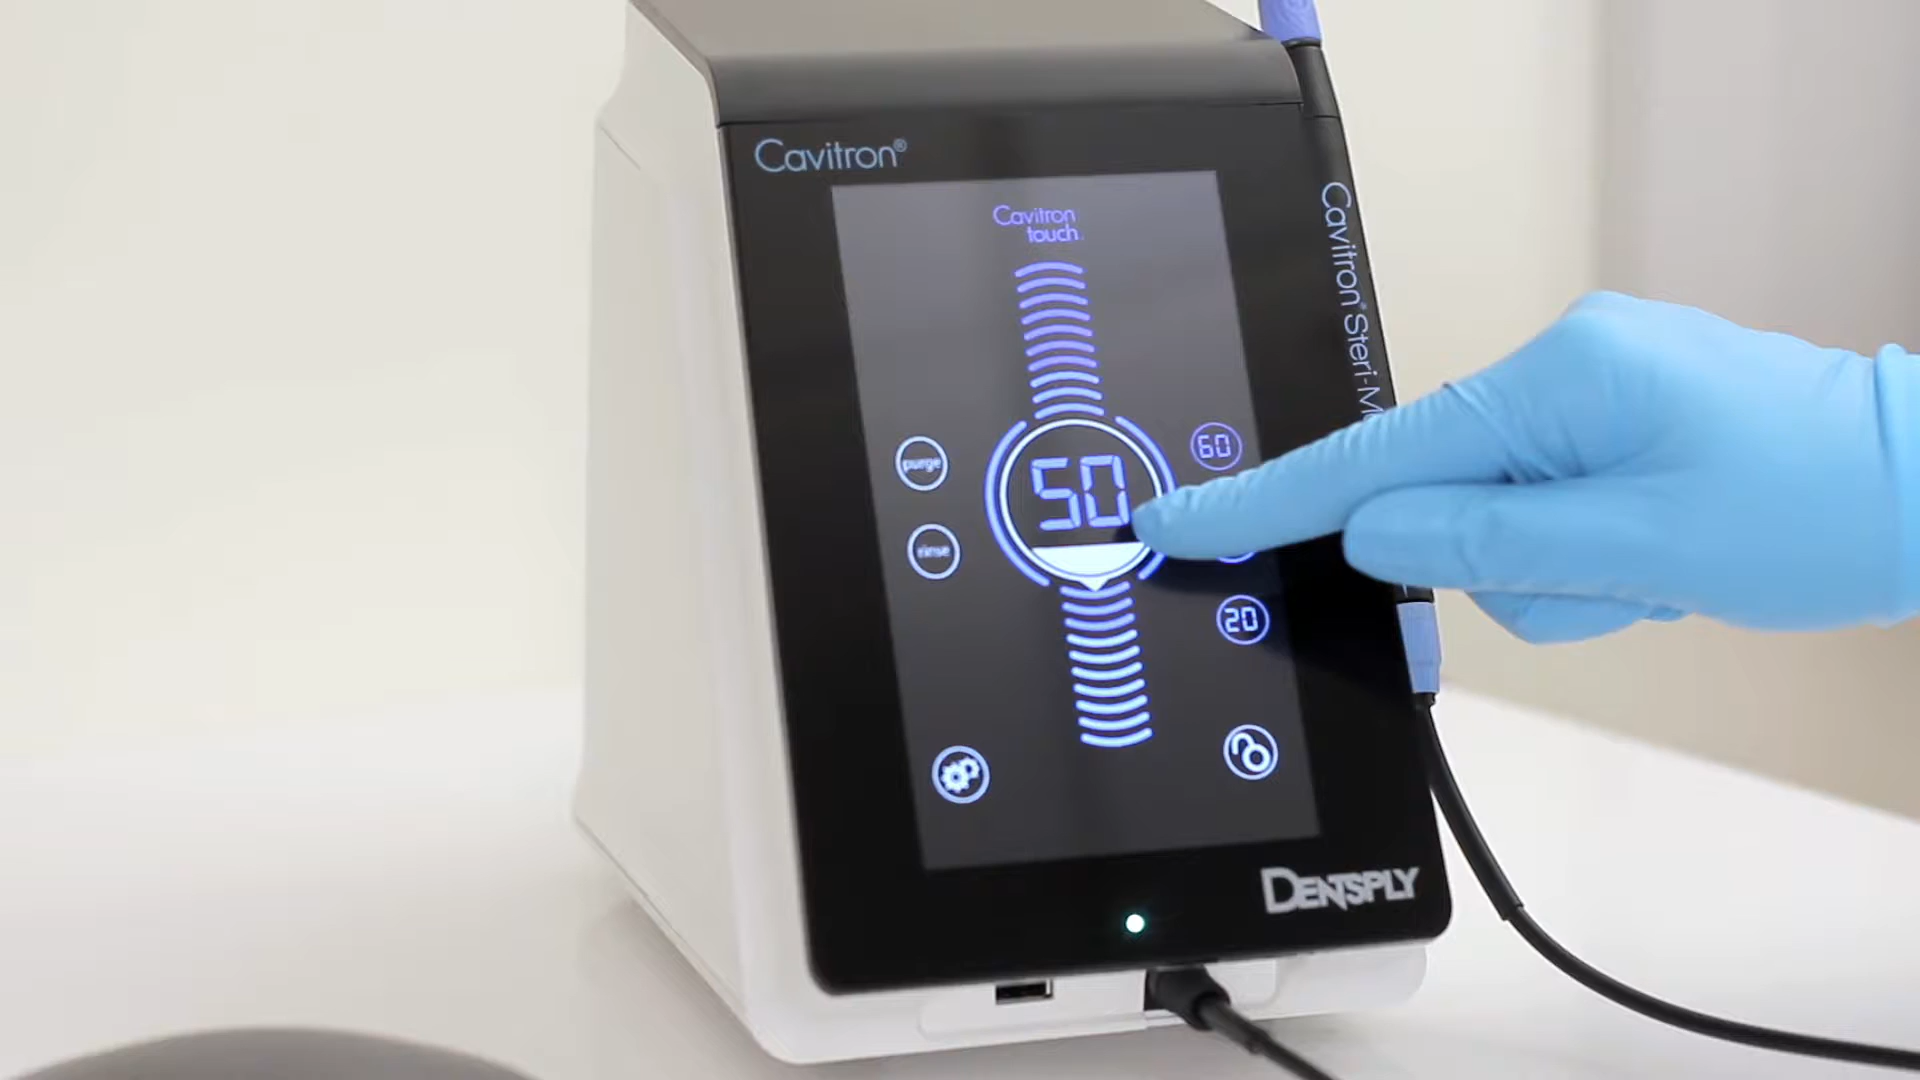 Cavitron®
Cavitron
touch
60
50
purge
rinse
20
Cavitron® Steri-M
DENTSPLY